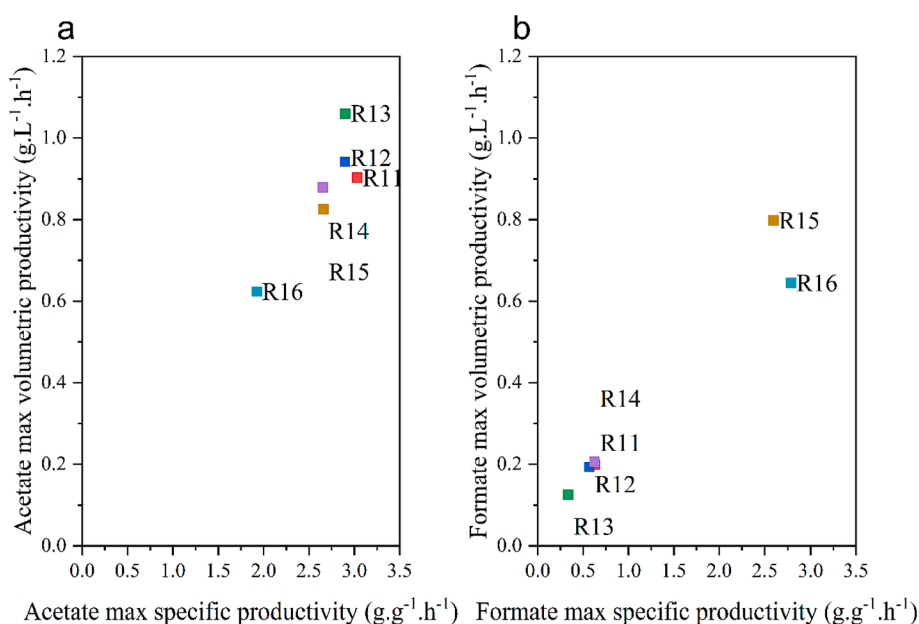 a
Acetate max volumetric productivity (g.L⁻¹.h⁻¹)
1.2
1.0
0.8
0.6
0.4
0.2
0.0
R13
R12
R11
R14
R15
R16
0.0 0.5 1.0 1.5 2.0 2.5 3.0 3.5
Acetate max specific productivity (g.g⁻¹.h⁻¹)
b
Formate max volumetric productivity (g.L⁻¹.h⁻¹)
1.2
1.0
0.8
0.6
0.4
0.2
0.0
R15
R16
R14
R11
R12
R13
0.0 0.5 1.0 1.5 2.0 2.5 3.0 3.5
Formate max specific productivity (g.g⁻¹.h⁻¹)